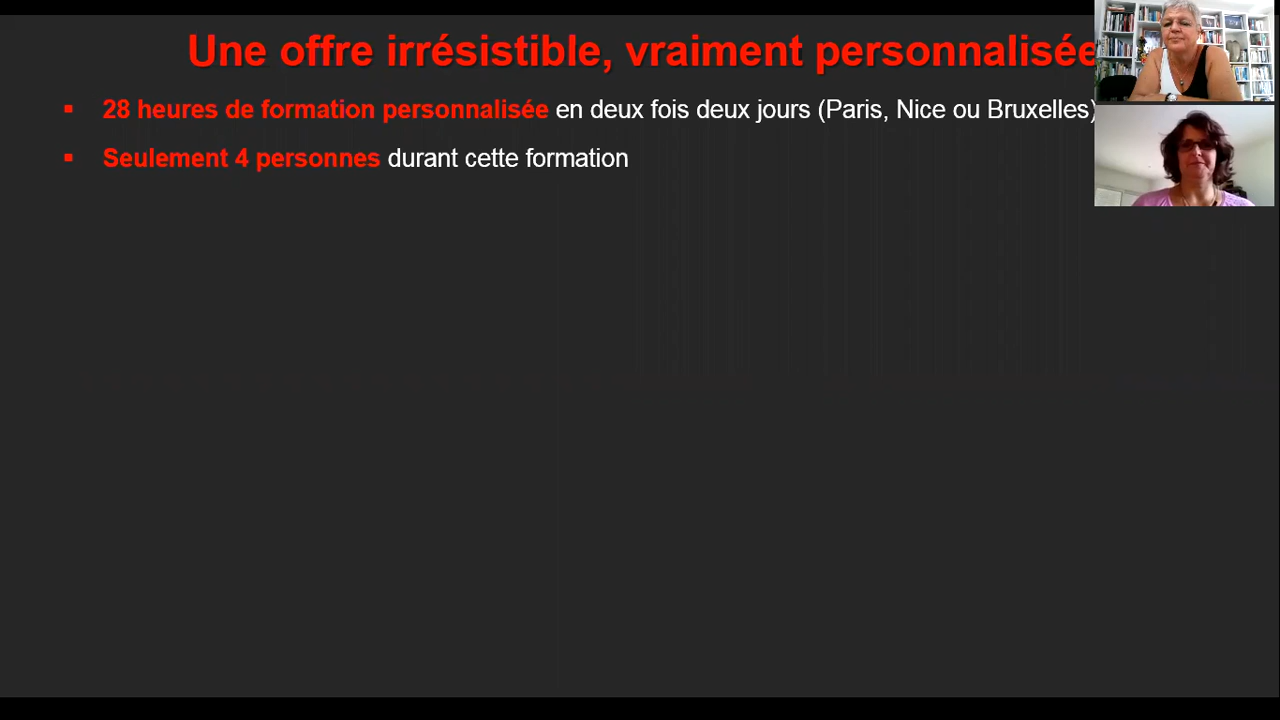 Une offre irrésistible, vraiment personnalisée
▪ 28 heures de formation personnalisée en deux fois deux jours (Paris, Nice ou Bruxelles)
▪ Seulement 4 personnes durant cette formation